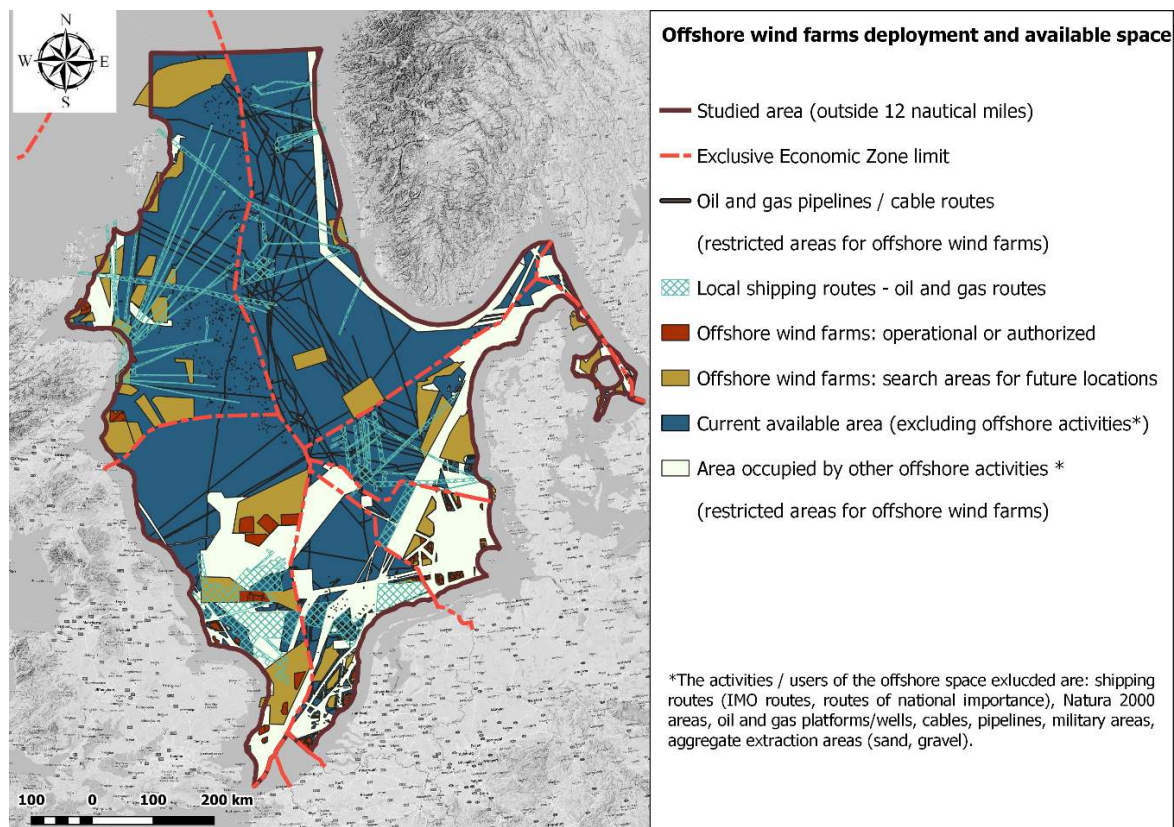 N
W E
S
100 0 100 200 km
Offshore wind farms deployment and available space
Studied area (outside 12 nautical miles)
Exclusive Economic Zone limit
Oil and gas pipelines / cable routes
(restricted areas for offshore wind farms)
Local shipping routes - oil and gas routes
Offshore wind farms: operational or authorized
Offshore wind farms: search areas for future locations
Current available area (excluding offshore activities*)
Area occupied by other offshore activities *
(restricted areas for offshore wind farms)
*The activities / users of the offshore space exlucded are: shipping
routes (IMO routes, routes of national importance), Natura 2000
areas, oil and gas platforms/wells, cables, pipelines, military areas,
aggregate extraction areas (sand, gravel).